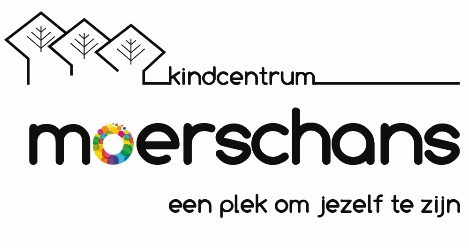 kindcentrum
moerschans
een plek om jezelf te zijn